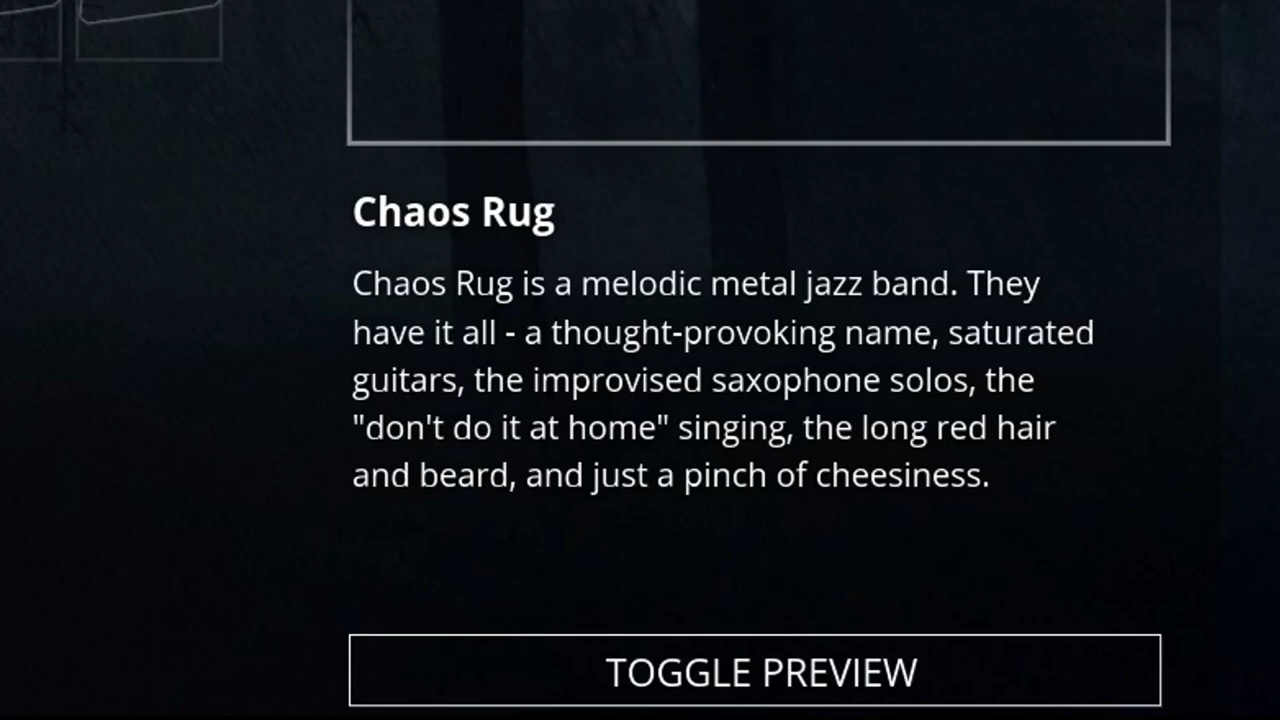 Chaos Rug
Chaos Rug is a melodic metal jazz band. They
have it all - a thought-provoking name, saturated
guitars, the improvised saxophone solos, the
"don't do it at home" singing, the long red hair
and beard, and just a pinch of cheesiness.
TOGGLE PREVIEW